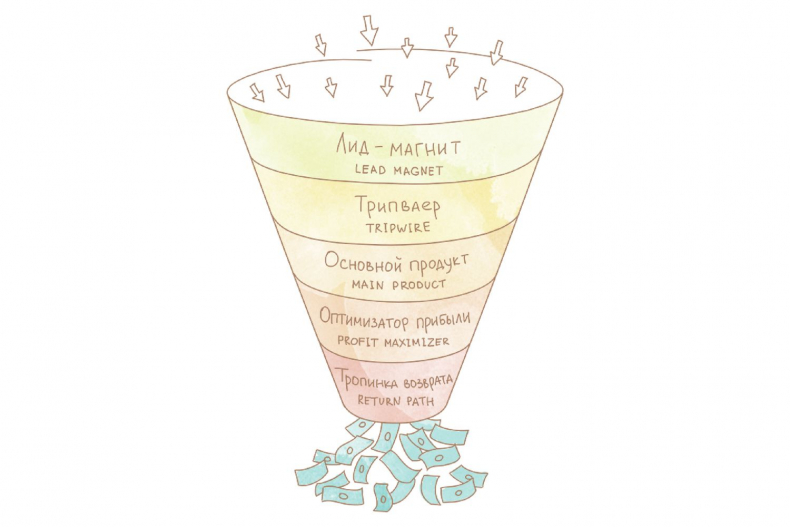 Лид - магнит
LEAD MAGNET
Трипваер
TRIPWIRE
Основной продукт
MAIN PRODUCT
Оптимизатор прибыли
PROFIT MAXIMIZER
Тропинка возврата
RETURN PATH